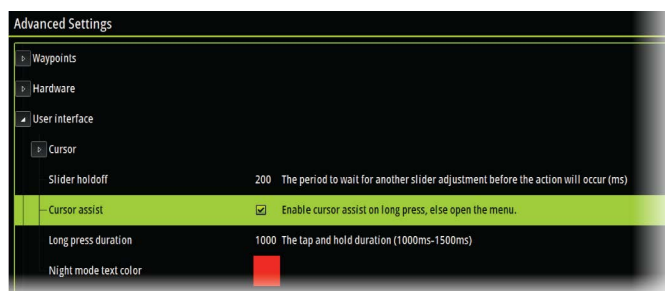 Advanced Settings
Waypoints
Hardware
User interface
Cursor
Slider holdoff 200 The period to wait for another slider adjustment before the action will occur (ms)
Cursor assist Enable cursor assist on long press, else open the menu.
Long press duration 1000 The tap and hold duration (1000ms-1500ms)
Night mode text color